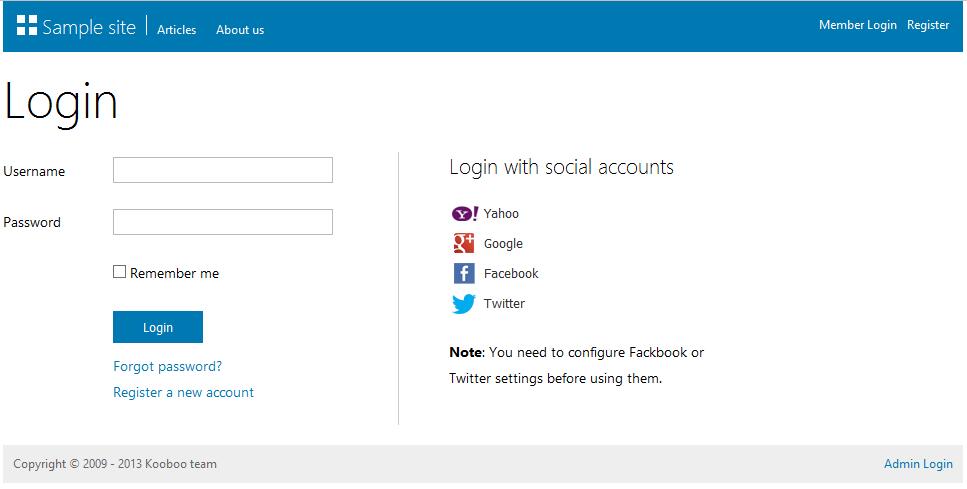 Sample site Articles About us Member Login Register
Login
Username
Password
Remember me
Login
Forgot password?
Register a new account
Login with social accounts
Y! Yahoo
g+ Google
f Facebook
Twitter
Note: You need to configure Fackbook or
Twitter settings before using them.
Copyright © 2009 - 2013 Kooboo team Admin Login